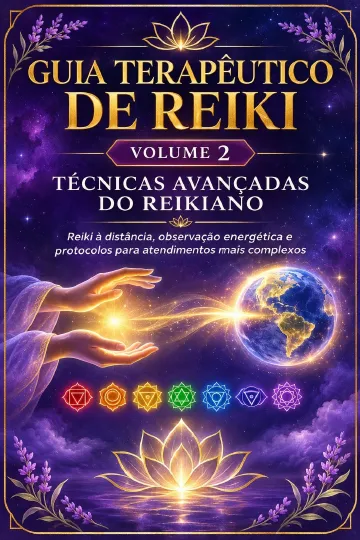 GUIA TERAPÊUTICO
DE REIKI
VOLUME 2
TÉCNICAS AVANÇADAS
DO REIKIANO
Reiki à distância, observação energética e
protocolos para atendimentos mais complexos